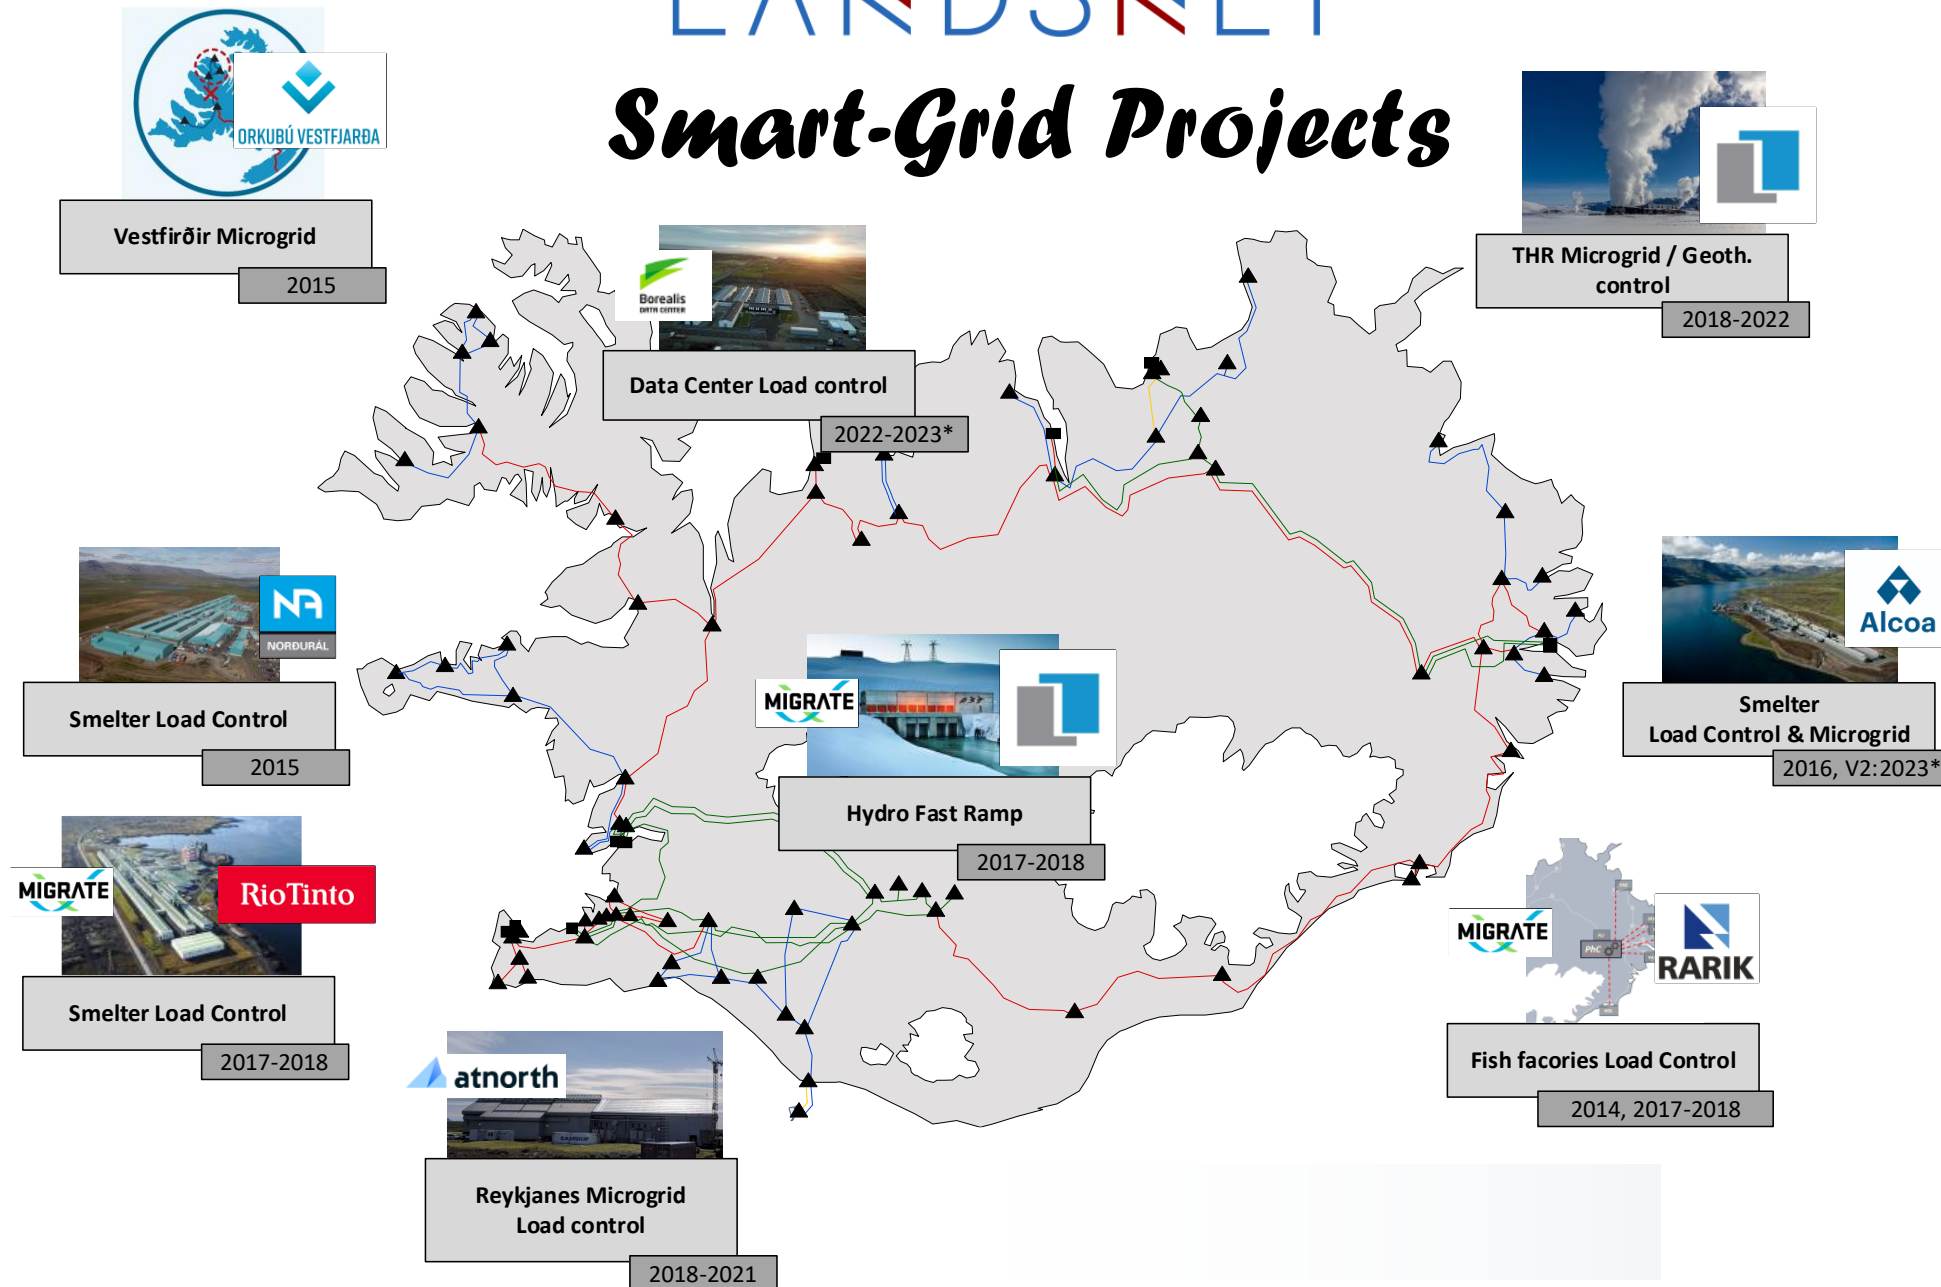 LANDSNET
Smart-Grid Projects
ORKUBÚ VESTFJARÐA
Vestfirðir Microgrid
2015
Borealis
DATA CENTER
Data Center Load control
2022-2023*
THR Microgrid / Geoth.
control
2018-2022
NA
NORÐURÁL
Smelter Load Control
2015
MIGRATE
Hydro Fast Ramp
2017-2018
Alcoa
Smelter
Load Control & Microgrid
2016, V2:2023*
MIGRATE
RioTinto
Smelter Load Control
2017-2018
MIGRATE
PhC
RARIK
Fish facories Load Control
2014, 2017-2018
atnorth
SAMSKIP
Reykjanes Microgrid
Load control
2018-2021